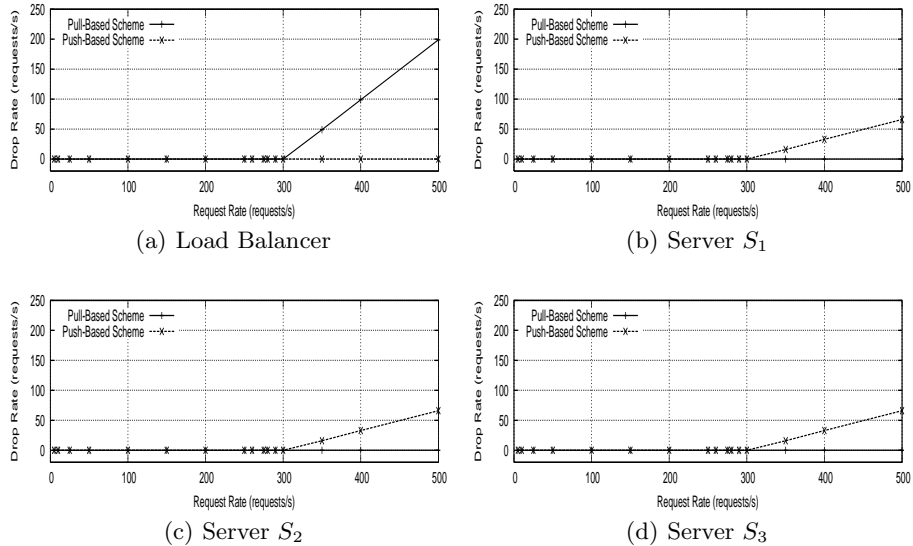 Drop Rate (requests/s)
250
200
150
100
50
0
Pull-Based Scheme
Push-Based Scheme
0 100 200 300 400 500
Request Rate (requests/s)
(a) Load Balancer
Drop Rate (requests/s)
250
200
150
100
50
0
Pull-Based Scheme
Push-Based Scheme
0 100 200 300 400 500
Request Rate (requests/s)
(b) Server S1
Drop Rate (requests/s)
250
200
150
100
50
0
Pull-Based Scheme
Push-Based Scheme
0 100 200 300 400 500
Request Rate (requests/s)
(c) Server S2
Drop Rate (requests/s)
250
200
150
100
50
0
Pull-Based Scheme
Push-Based Scheme
0 100 200 300 400 500
Request Rate (requests/s)
(d) Server S3